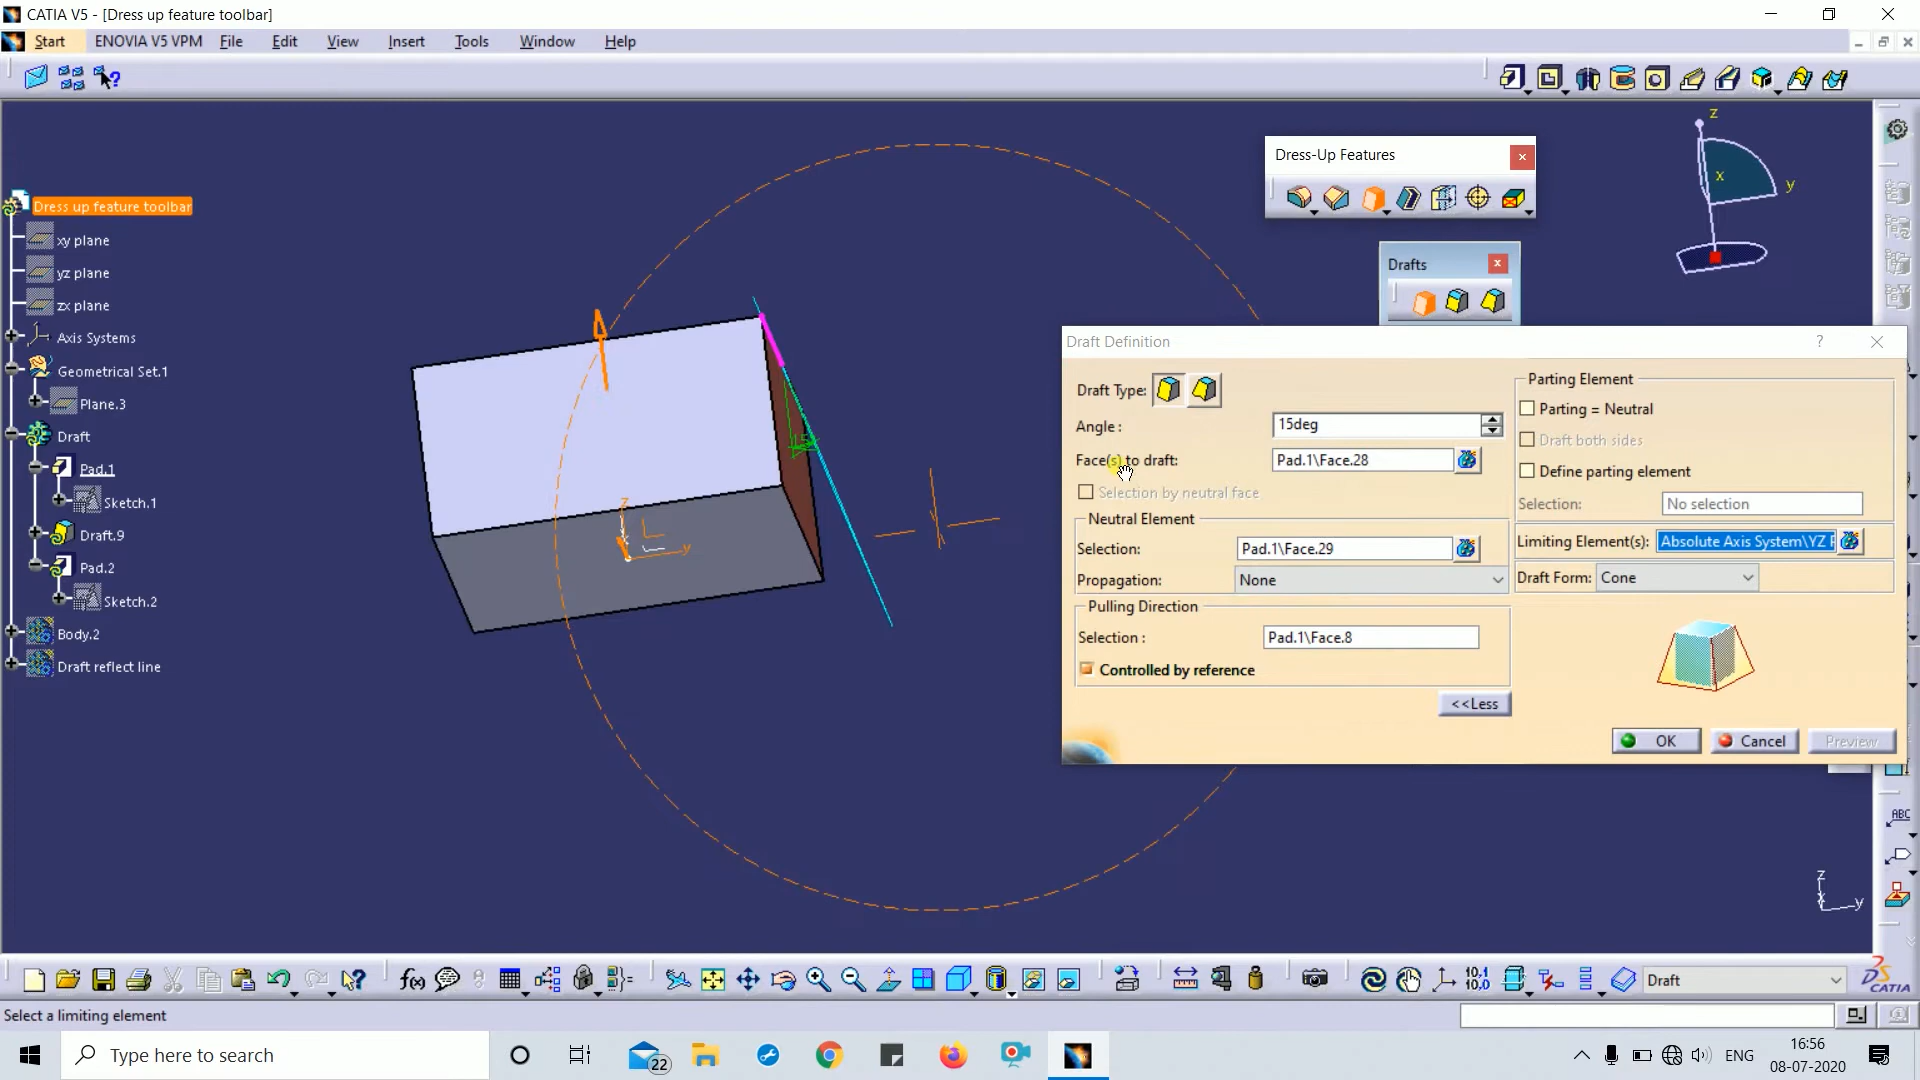 CATIA V5 - [Dress up feature toolbar]
Start ENOVIA V5 VPM File Edit View Insert Tools Window Help
Dress-Up Features
z
x
y
Dress up feature toolbar
xy plane
yz plane
zx plane
Axis Systems
Geometrical Set.1
Plane.3
Draft
Pad.1
Sketch.1
Draft.9
Pad.2
Sketch.2
Body.2
Draft reflect line
z
y
Drafts
Draft Definition
Draft Type:
Angle :
15deg
Face(s) to draft:
Pad.1\Face.28
Selection by neutral face
Neutral Element
Selection:
Pad.1\Face.29
Propagation:
None
Pulling Direction
Selection :
Pad.1\Face.8
Controlled by reference
<<Less
Parting Element
Parting = Neutral
Draft both sides
Define parting element
Selection:
No selection
Limiting Element(s):
Absolute Axis System\YZ
Draft Form:
Cone
OK
Cancel
Preview
ABC
z
y
f(x)
10,1
10,0
Draft
CATIA
Select a limiting element
Type here to search
22
ENG
16:56
08-07-2020